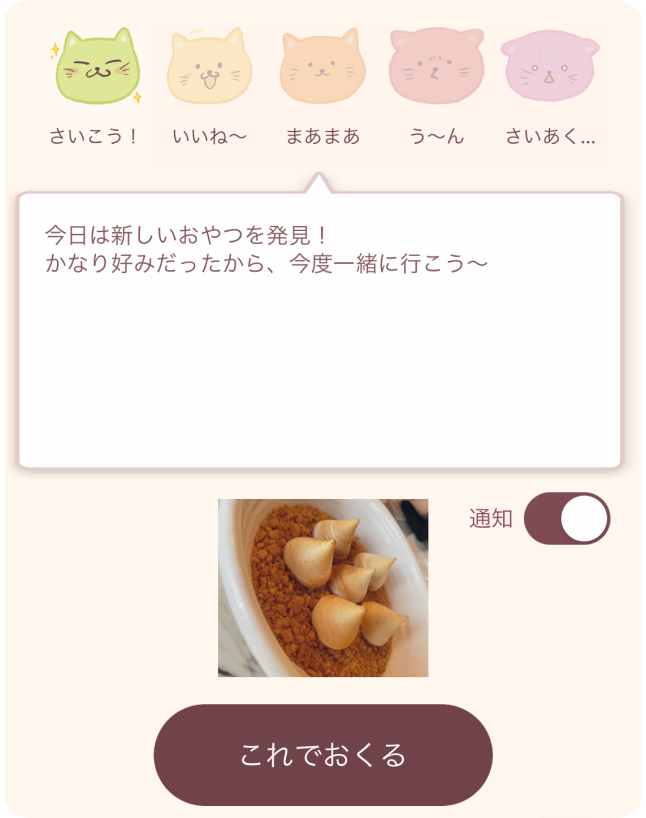 さいこう！
いいね〜
まあまあ
う〜ん
さいあく...
今日は新しいおやつを発見！
かなり好みだったから、今度一緒に行こう〜
通知
これでおくる